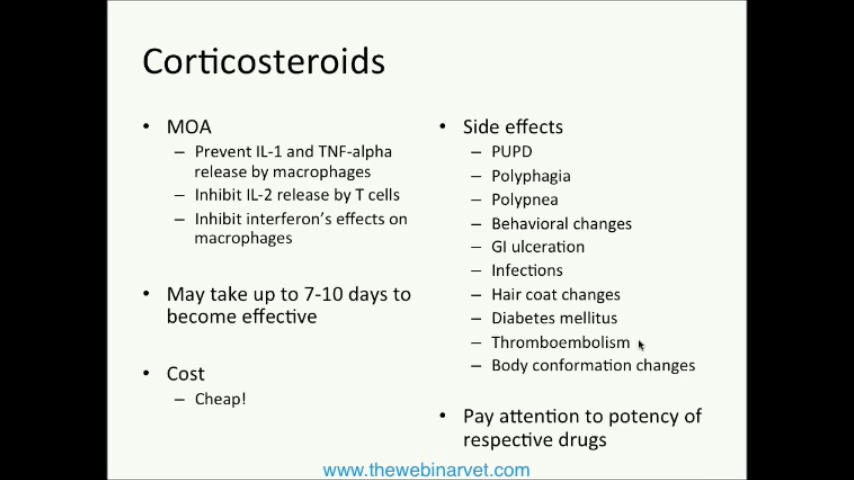 Corticosteroids
• MOA
– Prevent IL-1 and TNF-alpha
release by macrophages
– Inhibit IL-2 release by T cells
– Inhibit interferon's effects on
macrophages
• May take up to 7-10 days to
become effective
• Cost
– Cheap!
• Side effects
– PUPD
– Polyphagia
– Polypnea
– Behavioral changes
– GI ulceration
– Infections
– Hair coat changes
– Diabetes mellitus
– Thromboembolism
– Body conformation changes
• Pay attention to potency of
respective drugs
www.thewebinarvet.com